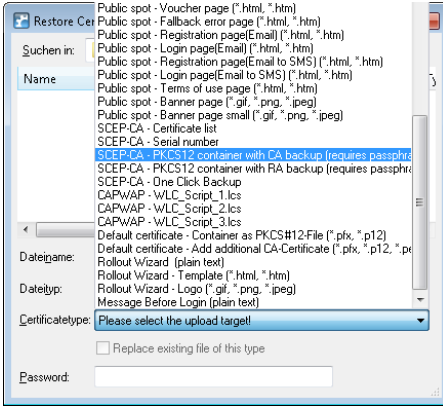 Restore Cer
Public spot - Voucher page (*.html, *.htm)
Public spot - Fallback error page (*.html, *.htm)
Public spot - Registration page(Email) (*.html, *.htm)
Suchen in:
Public spot - Login page(Email) (*.html, *.htm)
Public spot - Registration page(Email to SMS) (*.html, *.htm)
Name
Public spot - Login page(Email to SMS) (*.html, *.htm)
Public spot - Terms of use page (*.html, *.htm)
Public spot - Banner page (*.gif, *.png, *.jpeg)
Public spot - Banner page small (*.gif, *.png, *.jpeg)
SCEP-CA - Certificate list
SCEP-CA - Serial number
SCEP-CA - PKCS12 container with CA backup (requires passphra
SCEP-CA - PKCS12 container with RA backup (requires passphra
SCEP-CA - One Click Backup
CAPWAP - WLC_Script_1.lcs
CAPWAP - WLC_Script_2.lcs
CAPWAP - WLC_Script_3.lcs
Default certificate - Container as PKCS#12-File (*.pfx, *.p12)
Default certificate - Add additional CA-Certificate (*.pfx, *.p12, *.pe
Dateiname:
Rollout Wizard (plain text)
Rollout Wizard - Template (*.html, *.htm)
Dateityp:
Rollout Wizard - Logo (*.gif, *.png, *.jpeg)
Message Before Login (plain text)
Certificatetype: Please select the upload target!
Replace existing file of this type
Password: